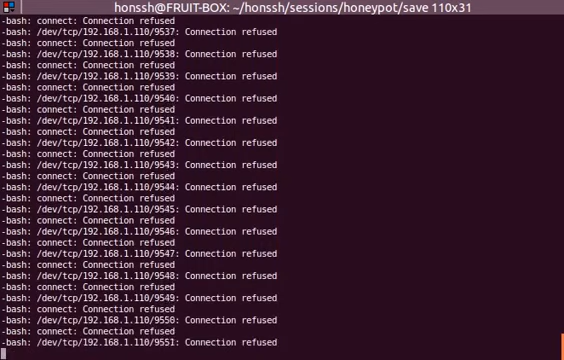 honssh@FRUIT-BOX: ~/honssh/sessions/honeypot/save 110x31
-bash: connect: Connection refused
-bash: /dev/tcp/192.168.1.110/9537: Connection refused
-bash: connect: Connection refused
-bash: /dev/tcp/192.168.1.110/9538: Connection refused
-bash: connect: Connection refused
-bash: /dev/tcp/192.168.1.110/9539: Connection refused
-bash: connect: Connection refused
-bash: /dev/tcp/192.168.1.110/9540: Connection refused
-bash: connect: Connection refused
-bash: /dev/tcp/192.168.1.110/9541: Connection refused
-bash: connect: Connection refused
-bash: /dev/tcp/192.168.1.110/9542: Connection refused
-bash: connect: Connection refused
-bash: /dev/tcp/192.168.1.110/9543: Connection refused
-bash: connect: Connection refused
-bash: /dev/tcp/192.168.1.110/9544: Connection refused
-bash: connect: Connection refused
-bash: /dev/tcp/192.168.1.110/9545: Connection refused
-bash: connect: Connection refused
-bash: /dev/tcp/192.168.1.110/9546: Connection refused
-bash: connect: Connection refused
-bash: /dev/tcp/192.168.1.110/9547: Connection refused
-bash: connect: Connection refused
-bash: /dev/tcp/192.168.1.110/9548: Connection refused
-bash: connect: Connection refused
-bash: /dev/tcp/192.168.1.110/9549: Connection refused
-bash: connect: Connection refused
-bash: /dev/tcp/192.168.1.110/9550: Connection refused
-bash: connect: Connection refused
-bash: /dev/tcp/192.168.1.110/9551: Connection refused